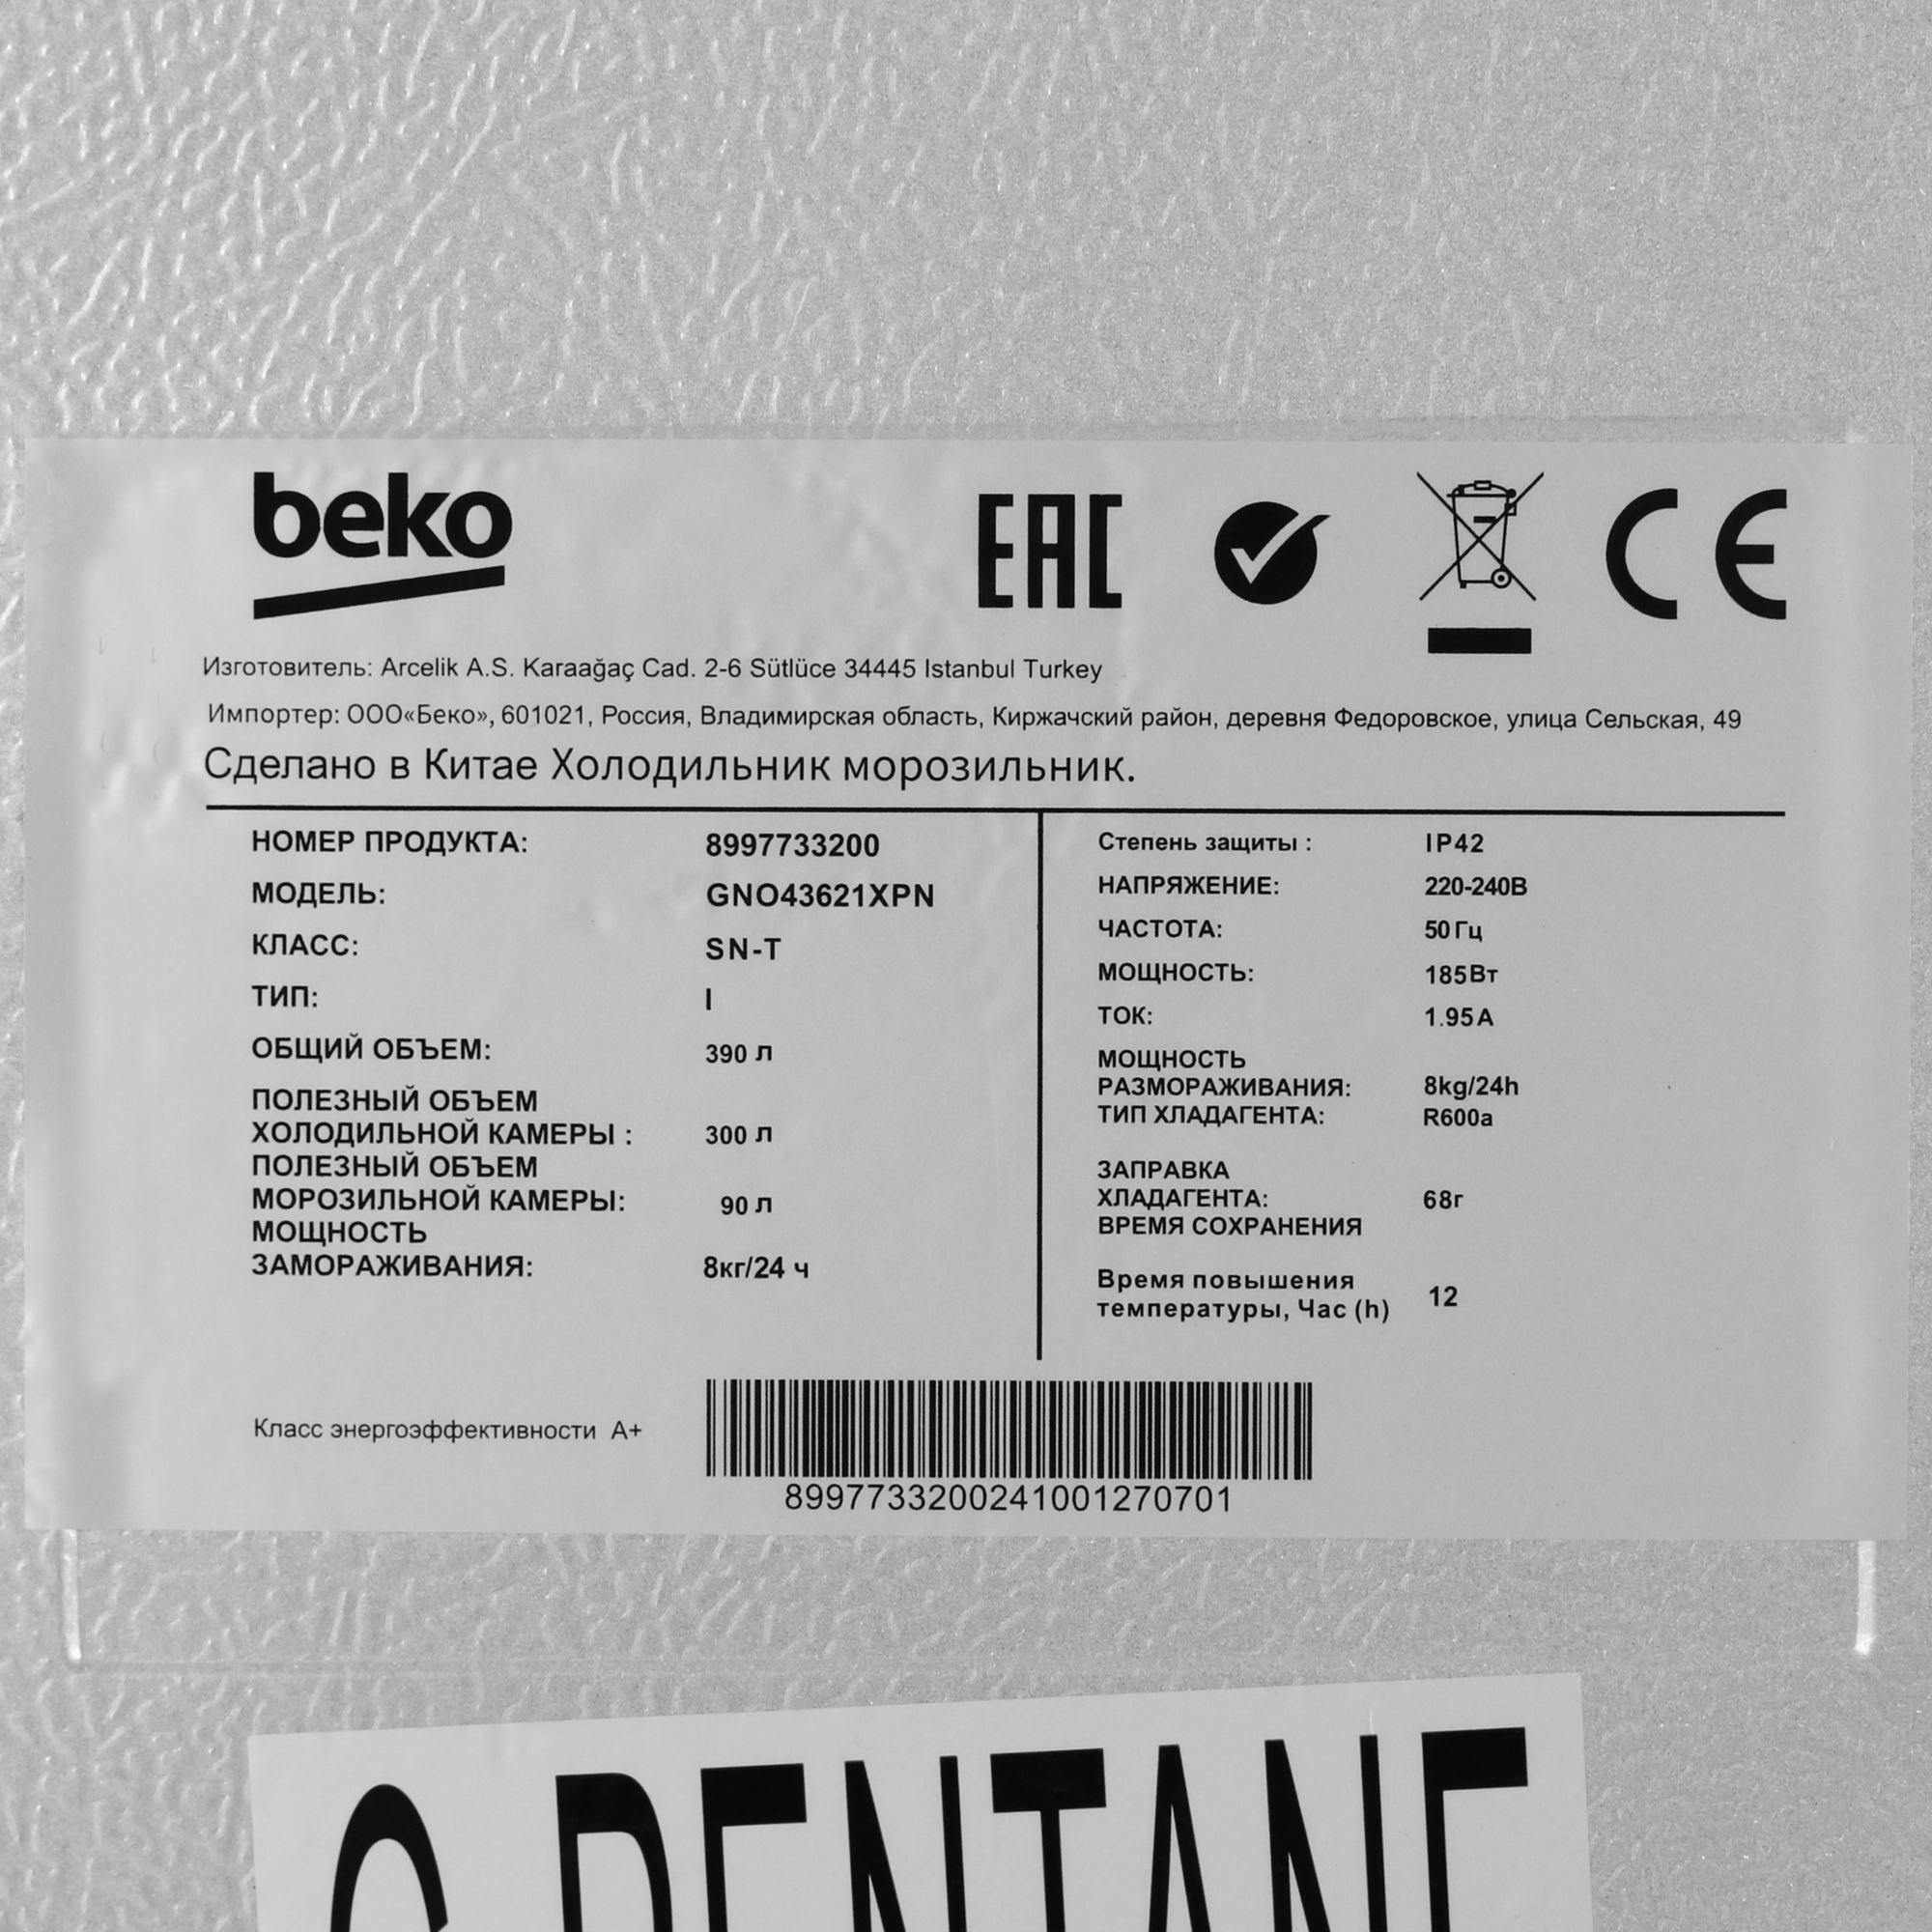 beko
EAC
CE
Изготовитель: Arcelik A.S. Karaağaç Cad. 2-6 Sütlüce 34445 Istanbul Turkey
Импортер: ООО«Беко», 601021, Россия, Владимирская область, Киржачский район, деревня Федоровское, улица Сельская, 49
Сделано в Китае Холодильник морозильник.
НОМЕР ПРОДУКТА: 8997733200
МОДЕЛЬ: GNO43621XPN
КЛАСС: SN-T
ТИП: I
ОБЩИЙ ОБЪЕМ: 390 л
ПОЛЕЗНЫЙ ОБЪЕМ
ХОЛОДИЛЬНОЙ КАМЕРЫ : 300 л
ПОЛЕЗНЫЙ ОБЪЕМ
МОРОЗИЛЬНОЙ КАМЕРЫ: 90 л
МОЩНОСТЬ
ЗАМОРАЖИВАНИЯ: 8кг/24 ч
Степень защиты : IP42
НАПРЯЖЕНИЕ: 220-240В
ЧАСТОТА: 50Гц
МОЩНОСТЬ: 185Вт
ТОК: 1.95А
МОЩНОСТЬ
РАЗМОРАЖИВАНИЯ: 8kg/24h
ТИП ХЛАДАГЕНТА: R600a
ЗАПРАВКА
ХЛАДАГЕНТА: 68г
ВРЕМЯ СОХРАНЕНИЯ
Время повышения
температуры, Час (h) 12
Класс энергоэффективности A+
8997733200241001270701
C-PENTANE